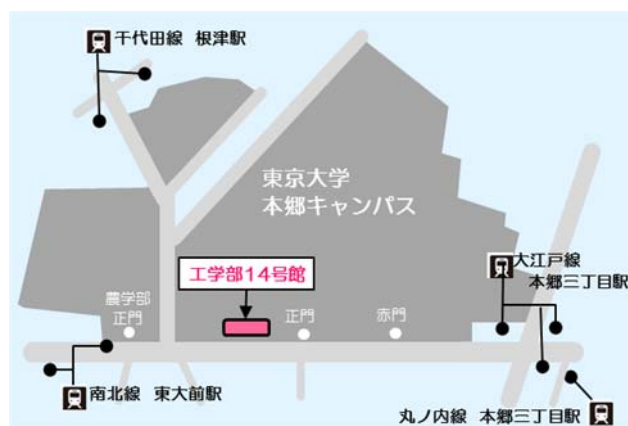 千代田線 根津駅
東京大学
本郷キャンパス
工学部14号館
農学部
正門
正門
赤門
大江戸線
本郷三丁目駅
南北線 東大前駅
丸ノ内線 本郷三丁目駅